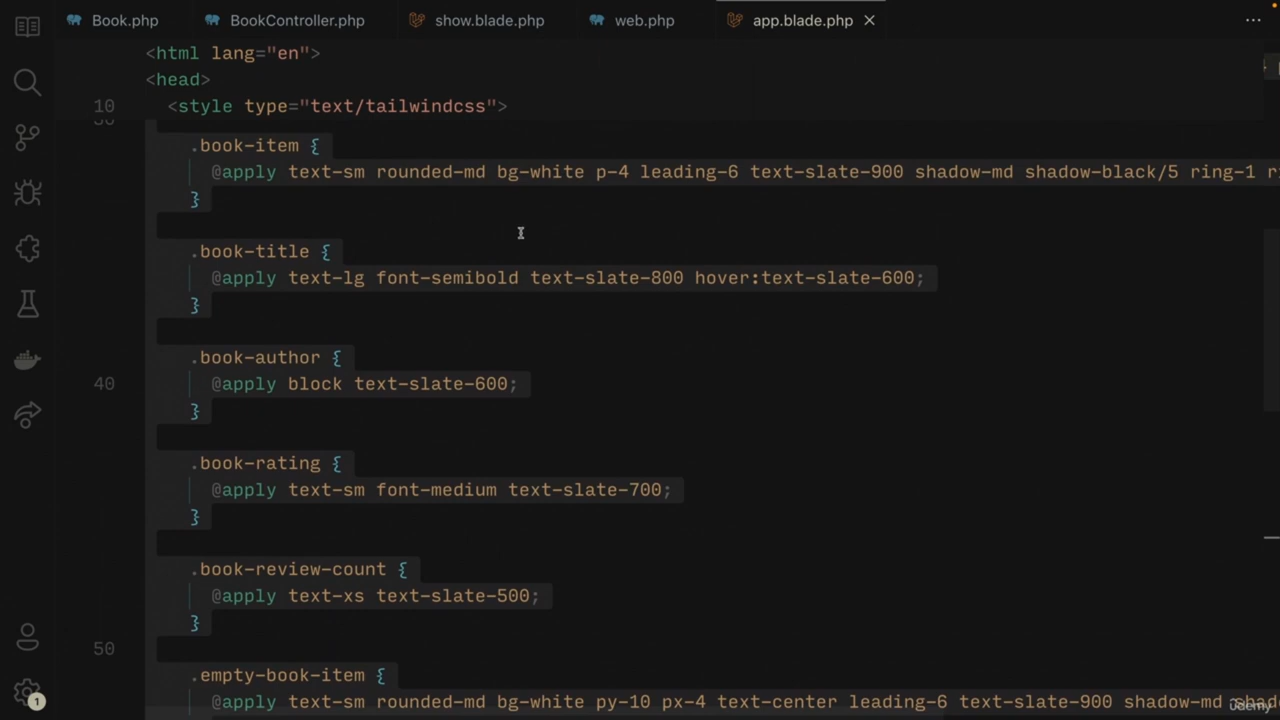 Book.php BookController.php show.blade.php web.php app.blade.php
<html lang="en">
<head>
10 <style type="text/tailwindcss">
30
.book-item {
@apply text-sm rounded-md bg-white p-4 leading-6 text-slate-900 shadow-md shadow-black/5 ring-1 r
}
.book-title {
@apply text-lg font-semibold text-slate-800 hover:text-slate-600;
}
.book-author {
40 @apply block text-slate-600;
}
.book-rating {
@apply text-sm font-medium text-slate-700;
}
.book-review-count {
@apply text-xs text-slate-500;
}
50
.empty-book-item {
@apply text-sm rounded-md bg-white py-10 px-4 text-center leading-6 text-slate-900 shadow-md shad
1
Udemy